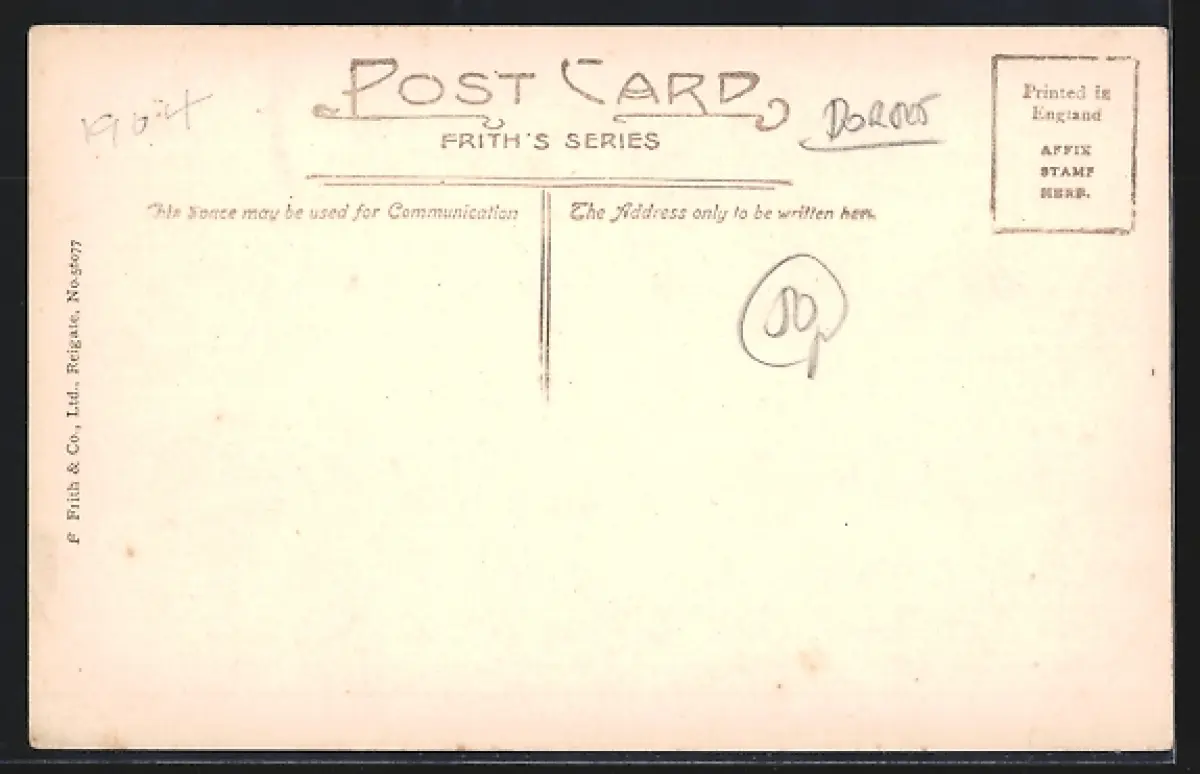 POST CARD
FRITH'S SERIES
1904
Printed in
England
AFFIX
STAMP
HERE.
This Space may be used for Communication
The Address only to be written here.
F Frith & Co., Ltd., Reigate, No.
50p